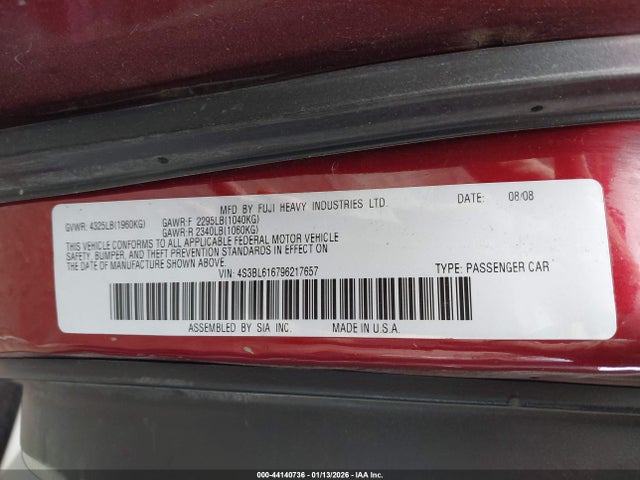 MFD BY FUJI HEAVY INDUSTRIES LTD. DATE: 08/08
GVWR: 4325LB(1960KG) GAWR:F 2295LB(1040KG)
GAWR:R 2340LB(1060KG)
THIS VEHICLE CONFORMS TO ALL APPLICABLE FEDERAL MOTOR VEHICLE
SAFETY, BUMPER, AND THEFT PREVENTION STANDARDS IN EFFECT ON
THE DATE OF MANUFACTURE SHOWN ABOVE
VIN: 4S3BL616796217657 TYPE: PASSENGER CAR
ASSEMBLED BY SIA INC. MADE IN U.S.A.
000-44140736 - 01/13/2026 - IAA Inc.